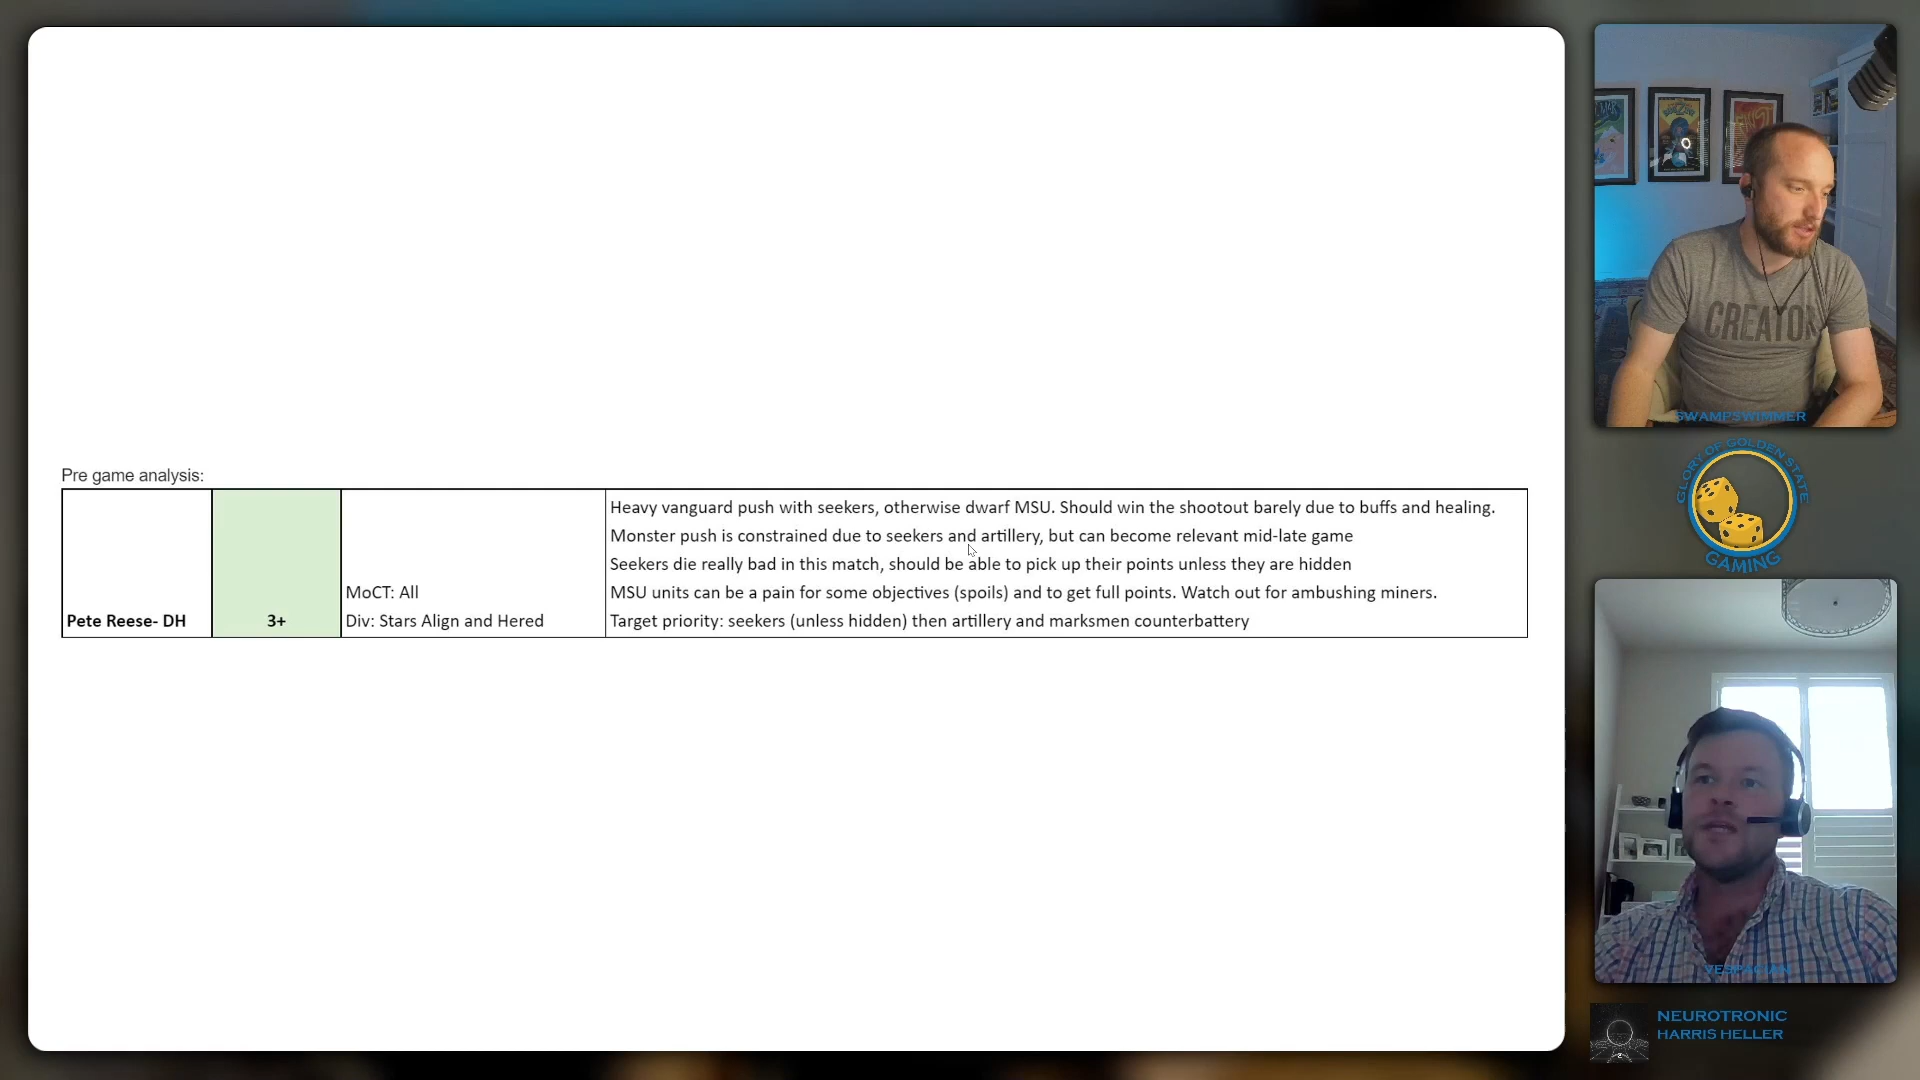 Pre game analysis:
Pete Reese- DH
3+
MoCT: All
Div: Stars Align and Hered
Heavy vanguard push with seekers, otherwise dwarf MSU. Should win the shootout barely due to buffs and healing.
Monster push is constrained due to seekers and artillery, but can become relevant mid-late game
Seekers die really bad in this match, should be able to pick up their points unless they are hidden
MSU units can be a pain for some objectives (spoils) and to get full points. Watch out for ambushing miners.
Target priority: seekers (unless hidden) then artillery and marksmen counterbattery
CREATOR
SWAMPSWIMMER
GLORY OF GOLDEN STATE
GAMING
VESPACIAN
NEUROTRONIC
HARRIS HELLER